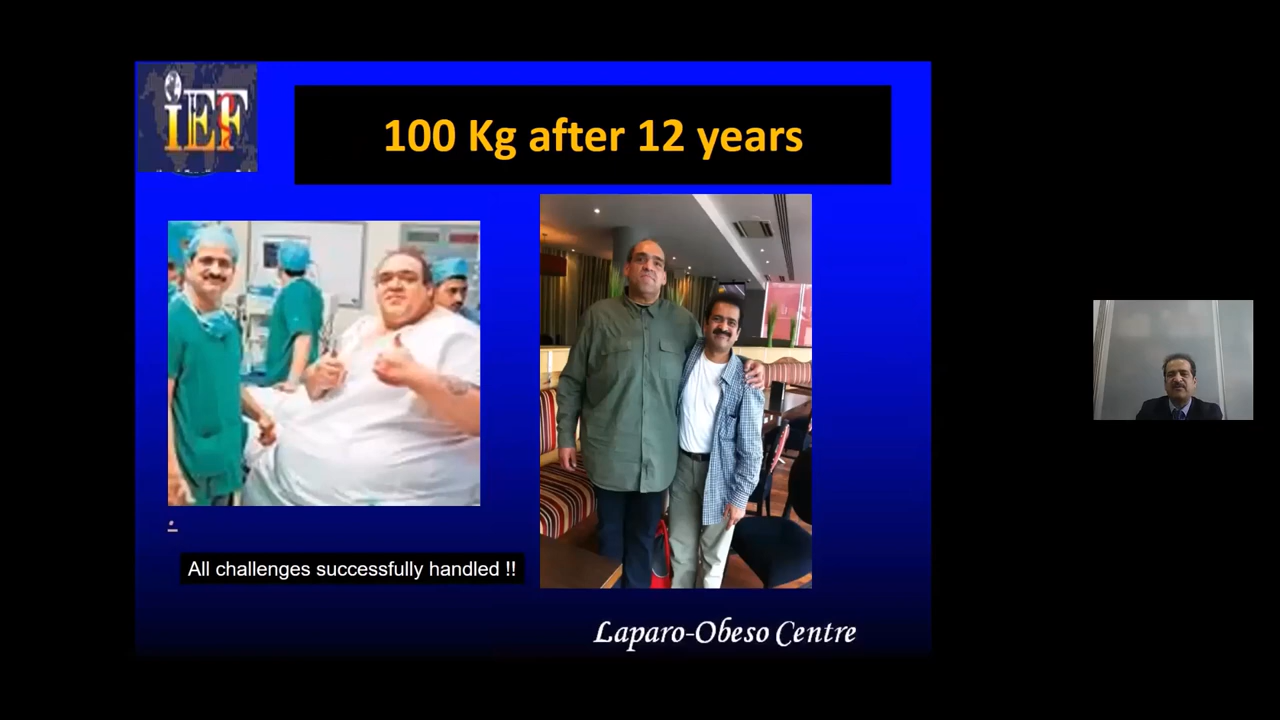 iEF
100 Kg after 12 years
All challenges successfully handled !!
Laparo-Obeso Centre